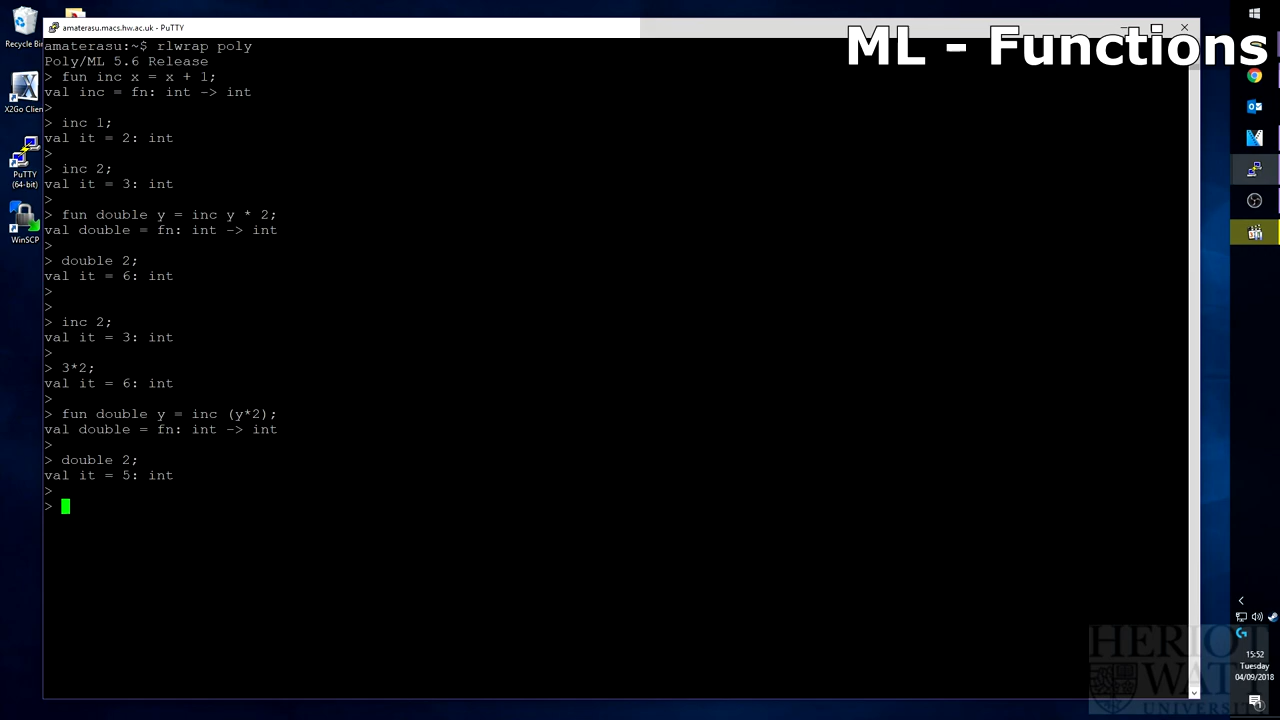 amaterasu.macs.hw.ac.uk - PuTTY
ML - Functions
Recycle Bin
X2Go Client
PuTTY
(64-bit)
WinSCP
amaterasu:~$ rlwrap poly
Poly/ML 5.6 Release
> fun inc x = x + 1;
val inc = fn: int -> int
>
> inc 1;
val it = 2: int
>
> inc 2;
val it = 3: int
>
> fun double y = inc y * 2;
val double = fn: int -> int
>
> double 2;
val it = 6: int
>
>
> inc 2;
val it = 3: int
>
> 3*2;
val it = 6: int
>
> fun double y = inc (y*2);
val double = fn: int -> int
>
> double 2;
val it = 5: int
>
>
HERIOT
WATT
UNIVERSITY
15:52
Tuesday
04/09/2018